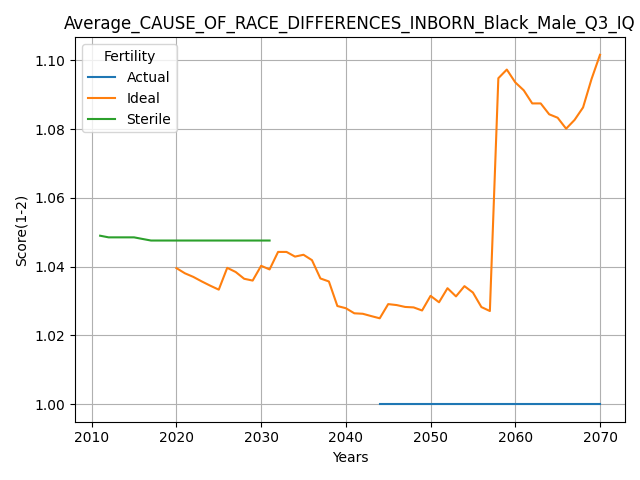 Average_CAUSE_OF_RACE_DIFFERENCES_INBORN_Black_Male_Q3_IQ
Fertility
Actual
Ideal
Sterile
Score(1-2)
1.10
1.08
1.06
1.04
1.02
1.00
2010 2020 2030 2040 2050 2060 2070
Years